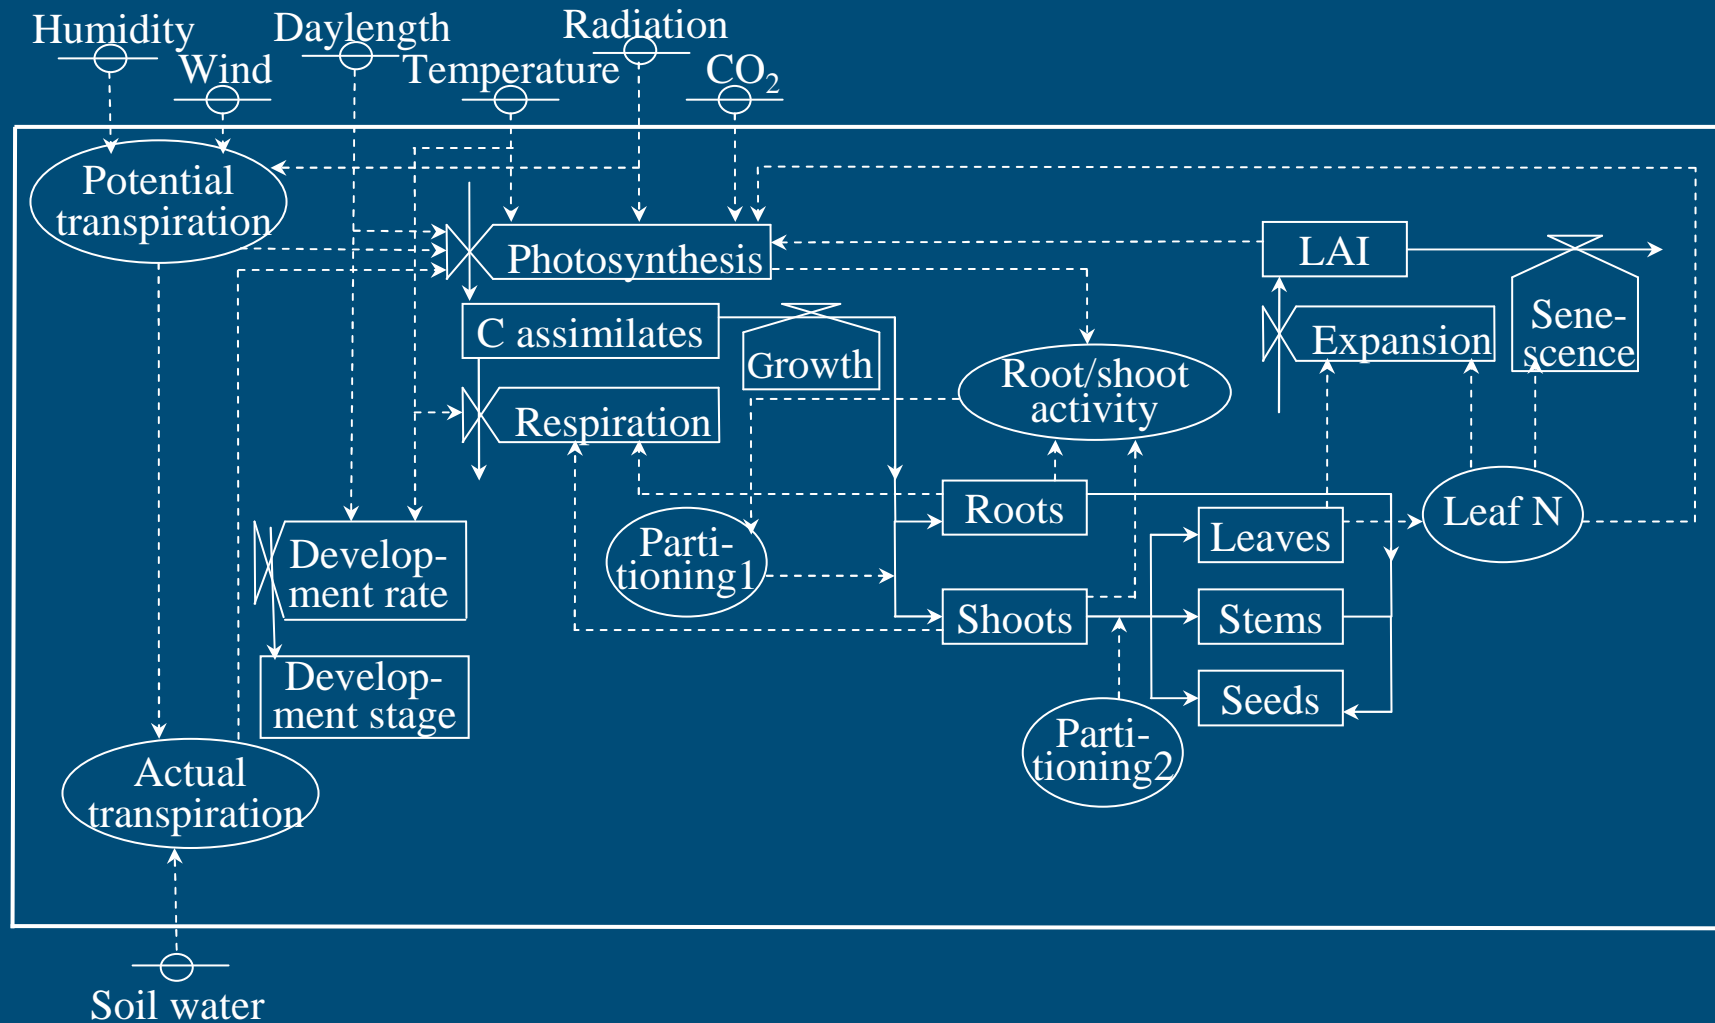 Humidity
Wind
Daylength
Temperature
Radiation
CO₂
Potential
transpiration
Photosynthesis
LAI
C assimilates
Growth
Expansion
Sene-
scence
Root/shoot
activity
Respiration
Roots
Leaves
Leaf N
Develop-
ment rate
Parti-
tioning1
Shoots
Stems
Develop-
ment stage
Seeds
Parti-
tioning2
Actual
transpiration
Soil water